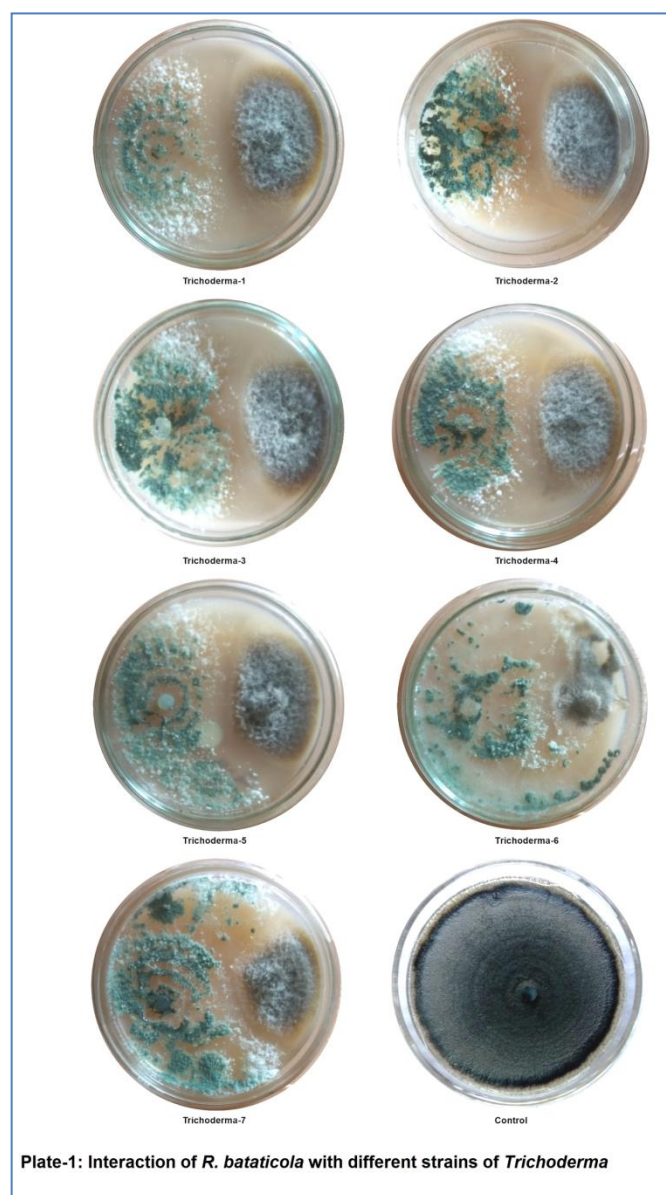 Trichoderma-1
Trichoderma-2
Trichoderma-3
Trichoderma-4
Trichoderma-5
Trichoderma-6
Trichoderma-7
Control
Plate-1: Interaction of R. bataticola with different strains of Trichoderma